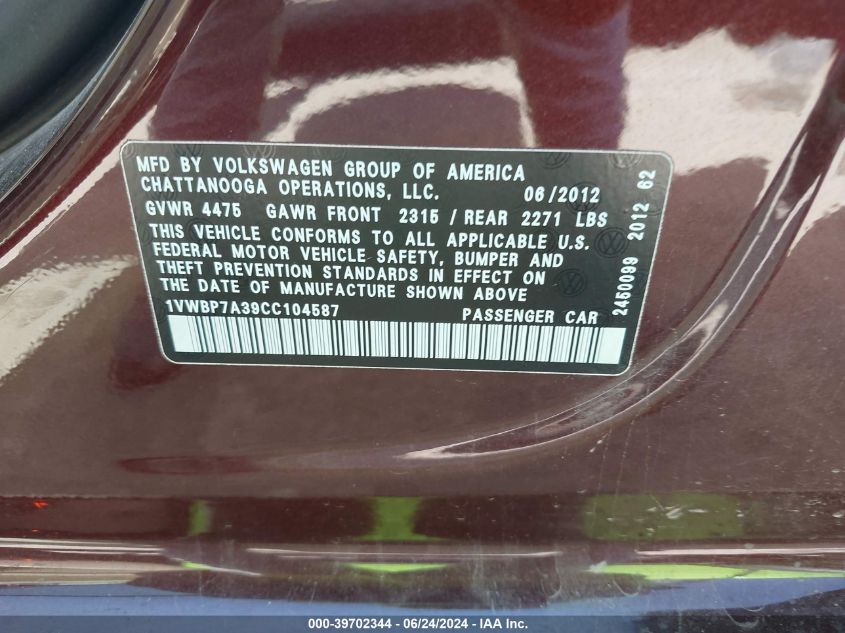 MFD BY VOLKSWAGEN GROUP OF AMERICA
CHATTANOOGA OPERATIONS, LLC. 06/2012
GVWR 4475 GAWR FRONT 2315 / REAR 2271 LBS
THIS VEHICLE CONFORMS TO ALL APPLICABLE U.S.
FEDERAL MOTOR VEHICLE SAFETY, BUMPER AND
THEFT PREVENTION STANDARDS IN EFFECT ON
THE DATE OF MANUFACTURE SHOWN ABOVE
1VWBP7A39CC104587 PASSENGER CAR
2460099 2012 62
000-39702344 - 06/24/2024 - IAA Inc.